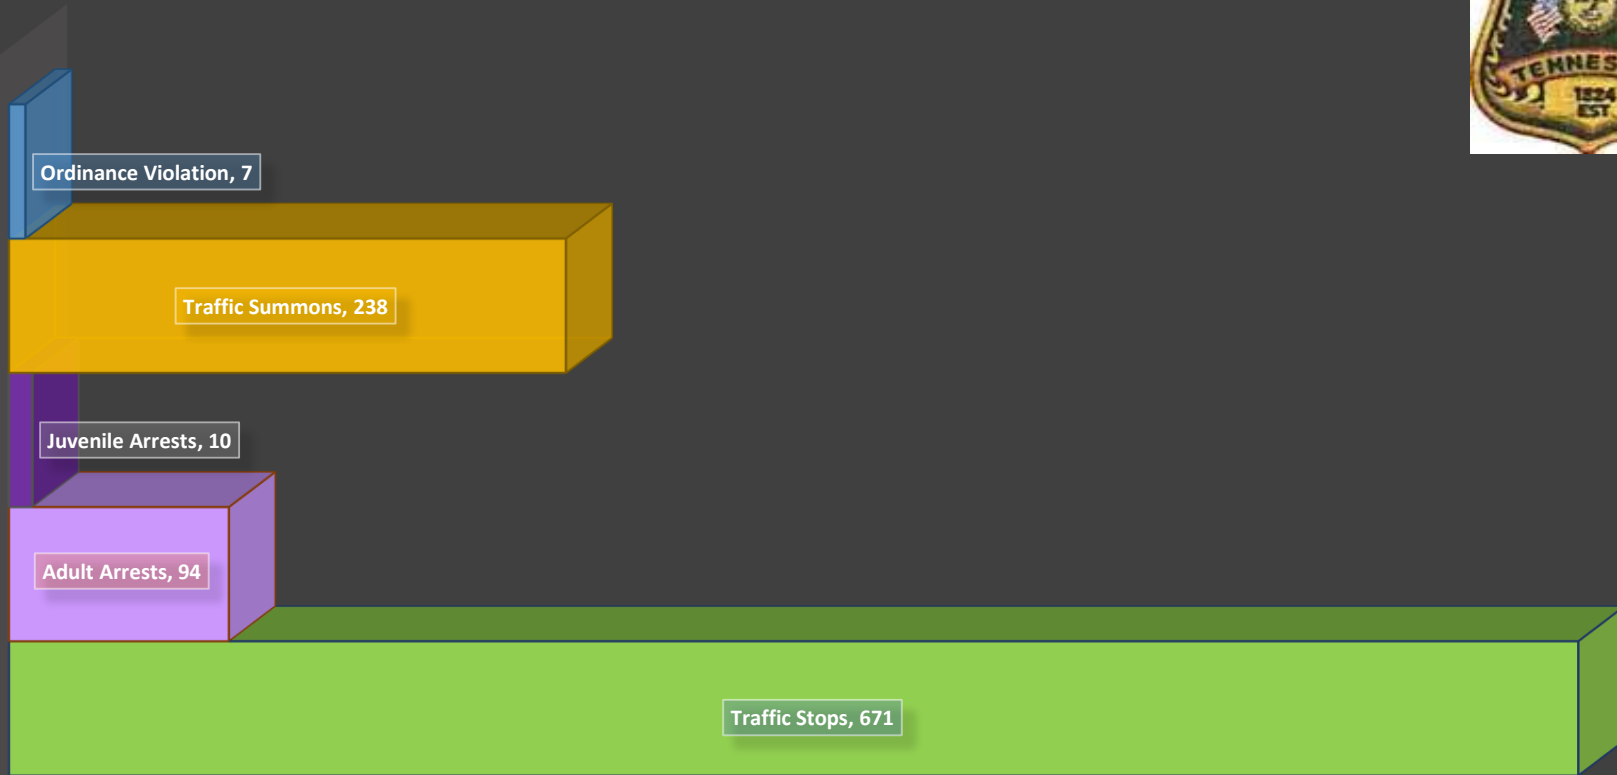 TENNES
1824
EST
Ordinance Violation, 7
Traffic Summons, 238
Juvenile Arrests, 10
Adult Arrests, 94
Traffic Stops, 671